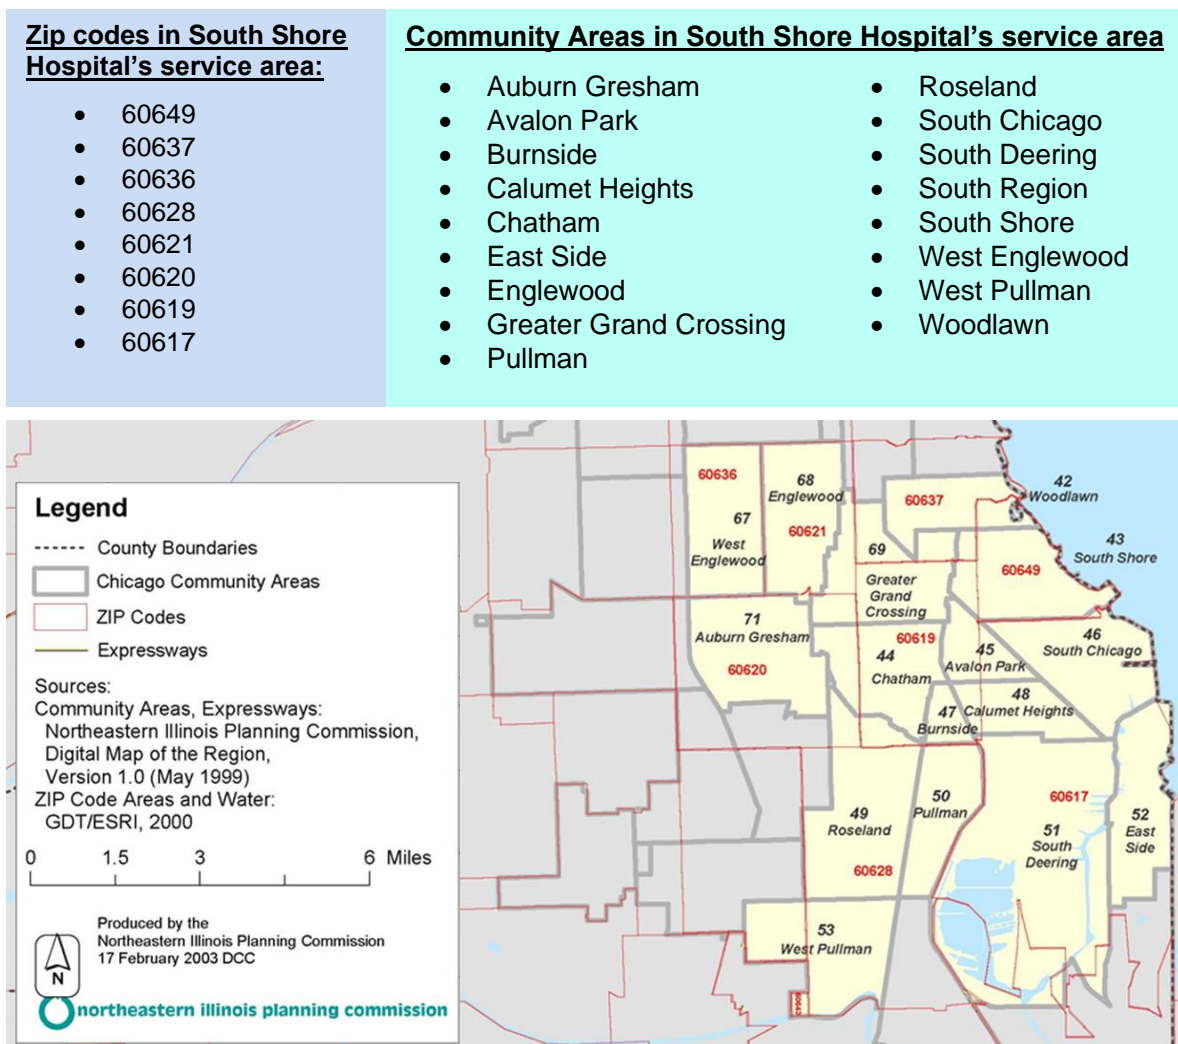 Zip codes in South Shore
Hospital's service area:
• 60649
• 60637
• 60636
• 60628
• 60621
• 60620
• 60619
• 60617
Community Areas in South Shore Hospital's service area
• Auburn Gresham
• Avalon Park
• Burnside
• Calumet Heights
• Chatham
• East Side
• Englewood
• Greater Grand Crossing
• Pullman
• Roseland
• South Chicago
• South Deering
• South Region
• South Shore
• West Englewood
• West Pullman
• Woodlawn
Legend
County Boundaries
Chicago Community Areas
ZIP Codes
Expressways
Sources:
Community Areas, Expressways:
Northeastern Illinois Planning Commission,
Digital Map of the Region,
Version 1.0 (May 1999)
ZIP Code Areas and Water:
GDT/ESRI, 2000
0 1.5 3 6 Miles
Produced by the
Northeastern Illinois Planning Commission
17 February 2003 DCC
N
northeastern illinois planning commission
60636
68
Englewood
60621
67
West
Englewood
60637
42
Woodlawn
43
South Shore
69
Greater
Grand
Crossing
60649
71
Auburn Gresham
60620
60619
44
Chatham
45
Avalon Park
46
South Chicago
48
Calumet Heights
47
Burnside
50
Pullman
49
Roseland
60628
60617
51
South
Deering
52
East
Side
53
West Pullman